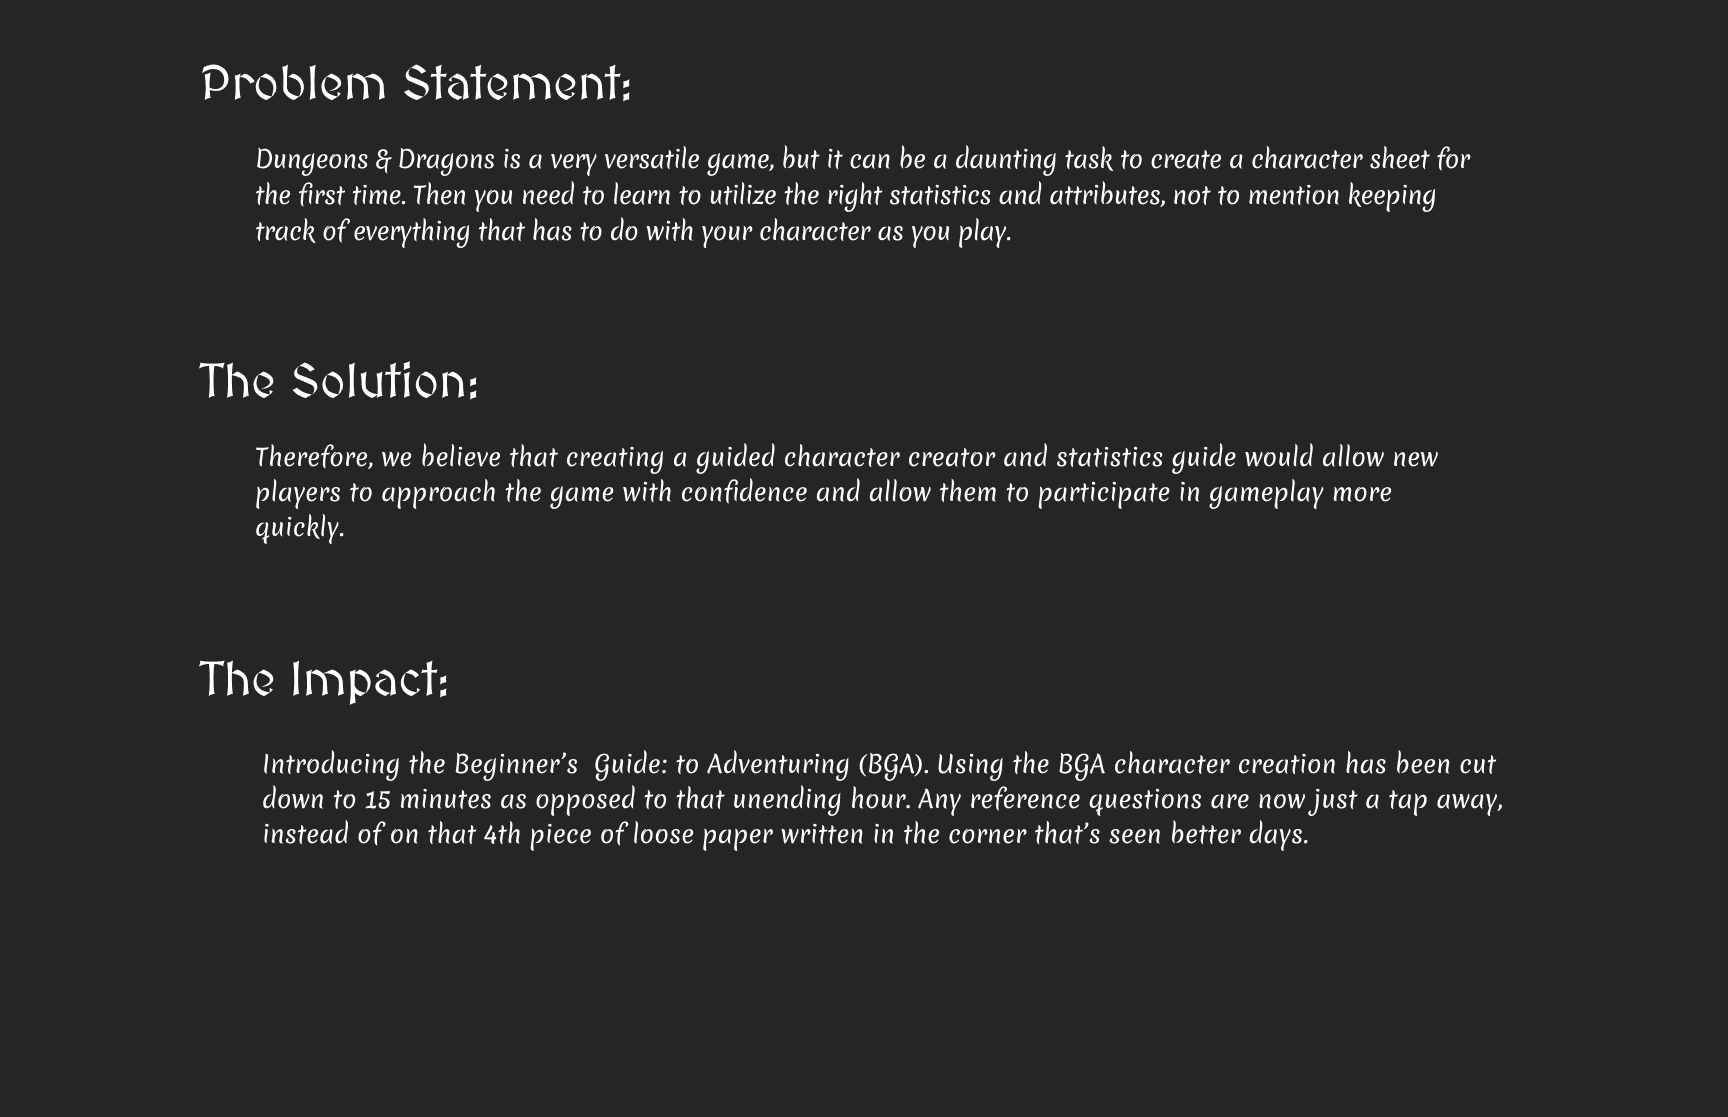 Problem Statement:
Dungeons & Dragons is a very versatile game, but it can be a daunting task to create a character sheet for
the first time. Then you need to learn to utilize the right statistics and attributes, not to mention keeping
track of everything that has to do with your character as you play.
The Solution:
Therefore, we believe that creating a guided character creator and statistics guide would allow new
players to approach the game with confidence and allow them to participate in gameplay more
quickly.
The Impact:
Introducing the Beginner’s  Guide: to Adventuring (BGA). Using the BGA character creation has been cut
down to 15 minutes as opposed to that unending hour. Any reference questions are now just a tap away,
instead of on that 4th piece of loose paper written in the corner that’s seen better days.